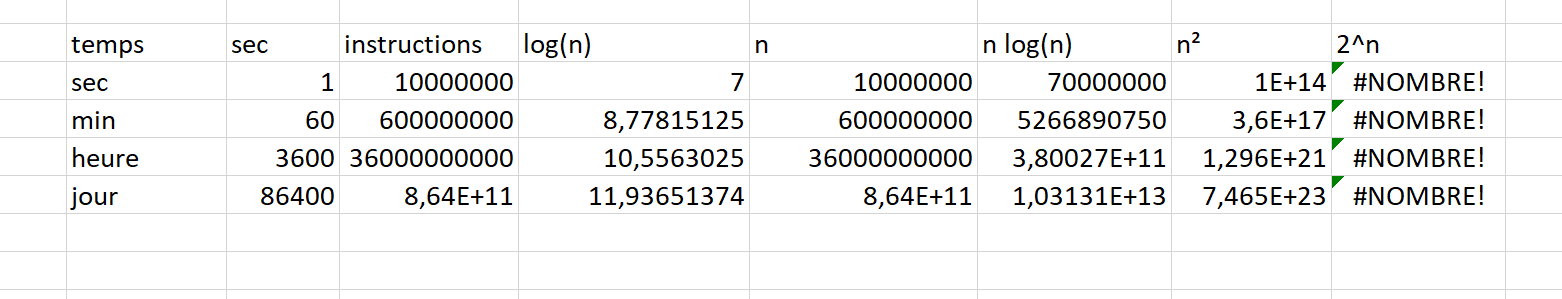 temps sec instructions log(n) n n log(n) n² 2^n
sec 1 10000000 7 10000000 70000000 1E+14 #NOMBRE!
min 60 600000000 8,77815125 600000000 5266890750 3,6E+17 #NOMBRE!
heure 3600 36000000000 10,5563025 36000000000 3,80027E+11 1,296E+21 #NOMBRE!
jour 86400 8,64E+11 11,93651374 8,64E+11 1,03131E+13 7,465E+23 #NOMBRE!